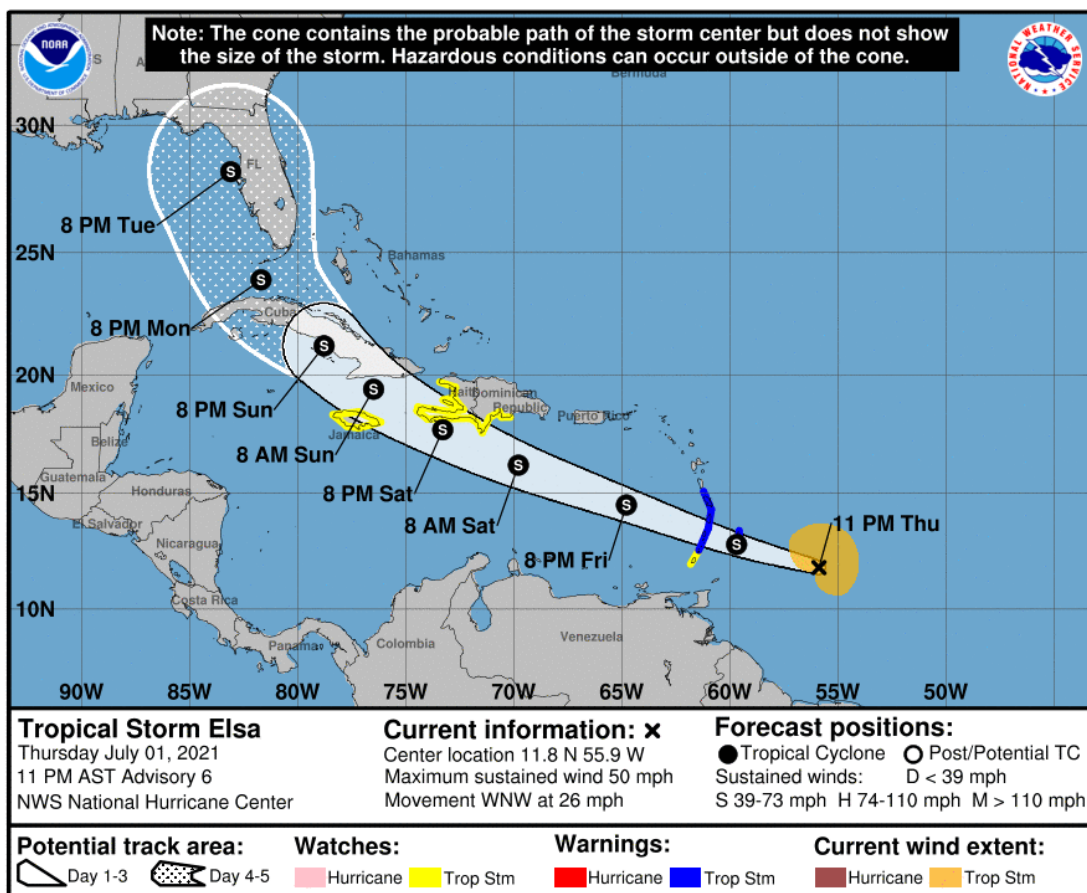 Note: The cone contains the probable path of the storm center but does not show
the size of the storm. Hazardous conditions can occur outside of the cone.
NOAA
NATIONAL WEATHER SERVICE
Bermuda
30N
FL
8 PM Tue
25N
Bahamas
Cuba
8 PM Mon
20N
Mexico
Haiti
Dominican
Republic
Puerto Rico
8 PM Sun
Jamaica
Belize
8 AM Sun
Guatemala
Honduras
15N
8 PM Sat
8 AM Sat
11 PM Thu
El Salvador
Nicaragua
8 PM Fri
Costa Rica
10N
Panama
Colombia
Venezuela
S
S
S
S
S
S
S
S
90W 85W 80W 75W 70W 65W 60W 55W 50W
Tropical Storm Elsa
Thursday July 01, 2021
11 PM AST Advisory 6
NWS National Hurricane Center
Current information: ×
Center location 11.8 N 55.9 W
Maximum sustained wind 50 mph
Movement WNW at 26 mph
Forecast positions:
Tropical Cyclone Post/Potential TC
Sustained winds: D < 39 mph
S 39-73 mph H 74-110 mph M > 110 mph
Potential track area:
Day 1-3 Day 4-5
Watches:
Hurricane Trop Stm
Warnings:
Hurricane Trop Stm
Current wind extent:
Hurricane Trop Stm